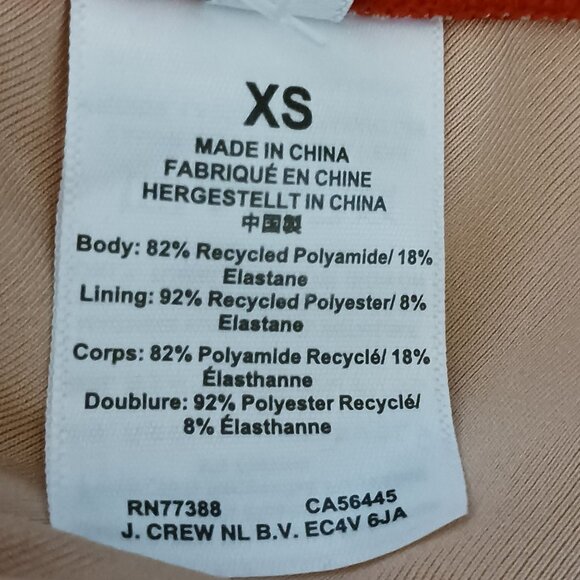 XS
MADE IN CHINA
FABRIQUÉ EN CHINE
HERGESTELLT IN CHINA
中国製
Body: 82% Recycled Polyamide/ 18%
Elastane
Lining: 92% Recycled Polyester/ 8%
Elastane
Corps: 82% Polyamide Recyclé/ 18%
Élasthanne
Doublure: 92% Polyester Recyclé/
8% Élasthanne
RN77388 CA56445
J. CREW NL B.V. EC4V 6JA